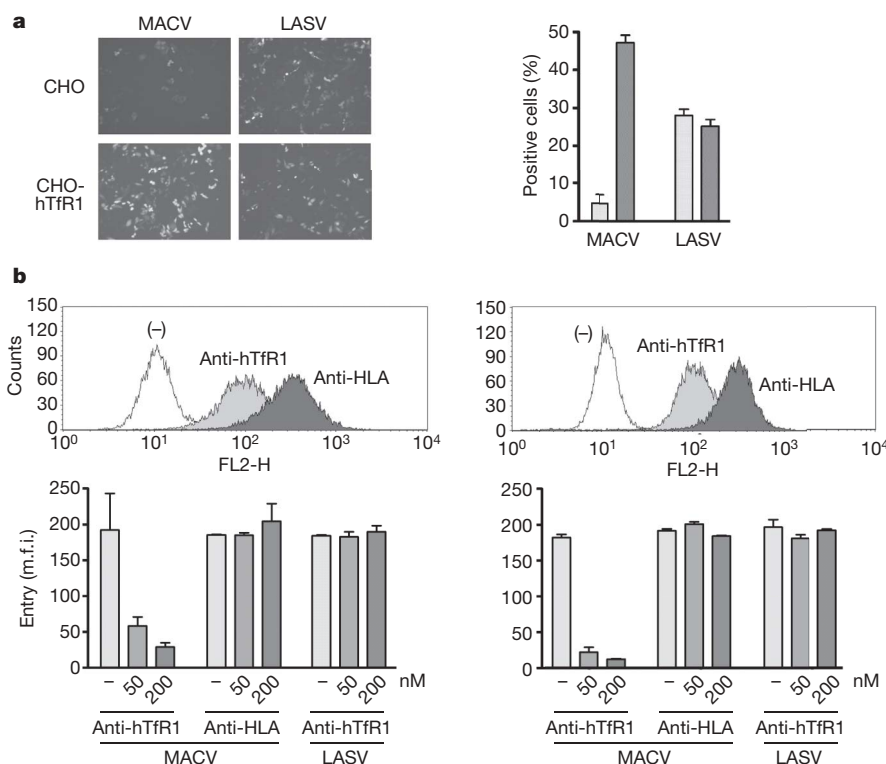 a
MACV LASV
CHO
CHO-
hTfR1
Positive cells (%)
50
40
30
20
10
0
MACV LASV
b
Counts
150
120
90
60
30
0
(–)
Anti-hTfR1
Anti-HLA
10⁰ 10¹ 10² 10³ 10⁴
FL2-H
150
120
90
60
30
0
(–)
Anti-hTfR1
Anti-HLA
10⁰ 10¹ 10² 10³ 10⁴
FL2-H
Entry (m.f.i.)
250
200
150
100
50
0
– 50 200 – 50 200 – 50 200 nM
Anti-hTfR1 Anti-HLA Anti-hTfR1
MACV LASV
250
200
150
100
50
0
– 50 200 – 50 200 – 50 200 nM
Anti-hTfR1 Anti-HLA Anti-hTfR1
MACV LASV